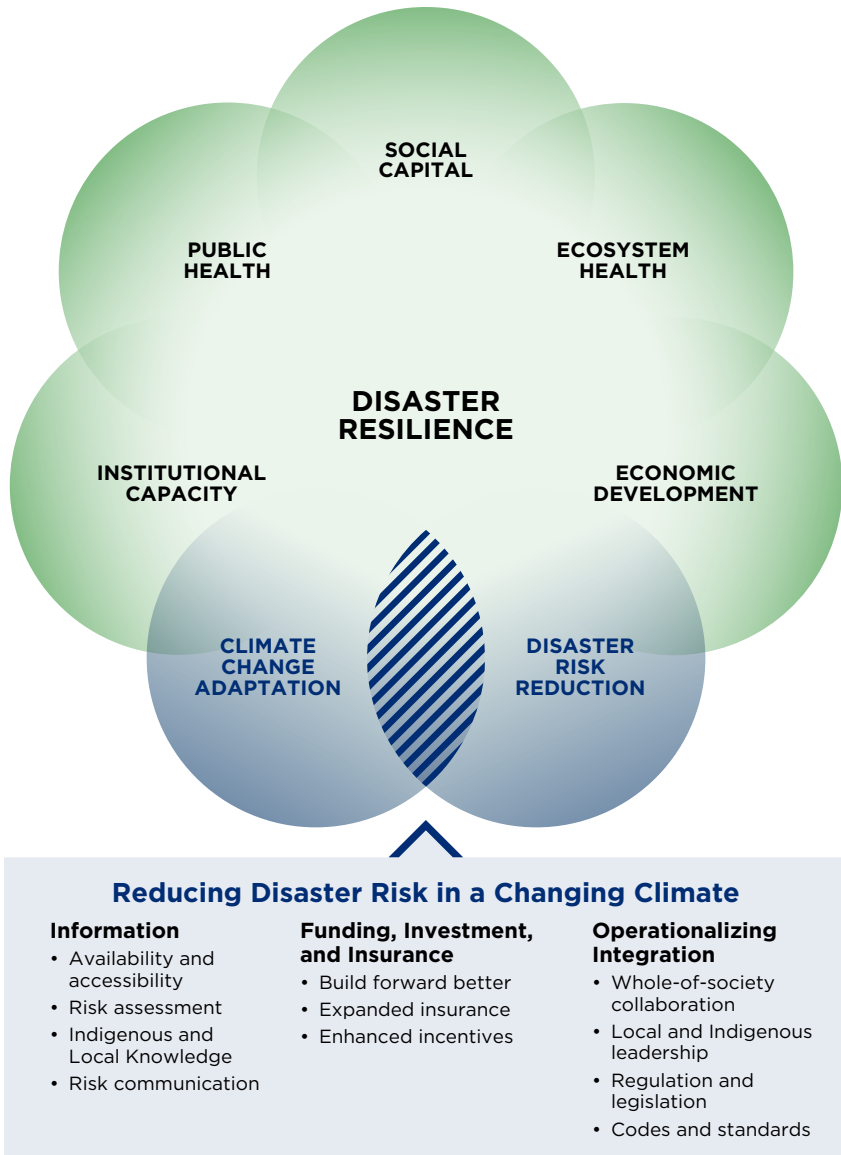 SOCIAL
CAPITAL
PUBLIC
HEALTH
ECOSYSTEM
HEALTH
DISASTER
RESILIENCE
INSTITUTIONAL
CAPACITY
ECONOMIC
DEVELOPMENT
CLIMATE
CHANGE
ADAPTATION
DISASTER
RISK
REDUCTION
Reducing Disaster Risk in a Changing Climate
Information
• Availability and
accessibility
• Risk assessment
• Indigenous and
Local Knowledge
• Risk communication
Funding, Investment,
and Insurance
• Build forward better
• Expanded insurance
• Enhanced incentives
Operationalizing
Integration
• Whole-of-society
collaboration
• Local and Indigenous
leadership
• Regulation and
legislation
• Codes and standards